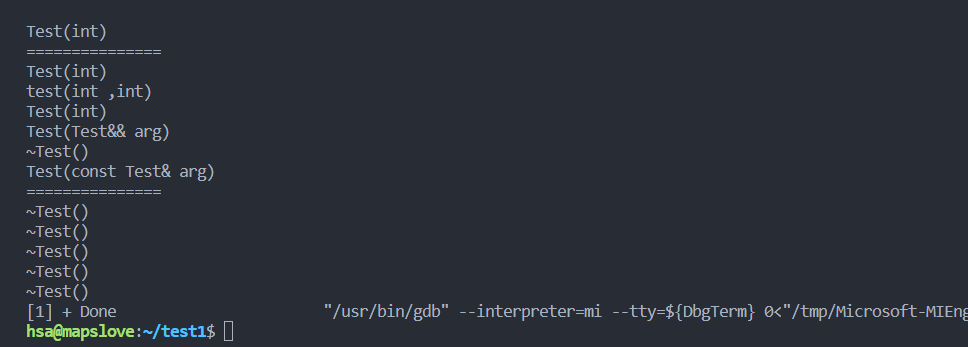 Test(int)
===============
Test(int)
test(int ,int)
Test(int)
Test(Test&& arg)
~Test()
Test(const Test& arg)
===============
~Test()
~Test()
~Test()
~Test()
~Test()
[1] + Done                       "/usr/bin/gdb" --interpreter=mi --tty=${DbgTerm} 0<"/tmp/Microsoft-MIEng
hsa@mapslove:~/test1$